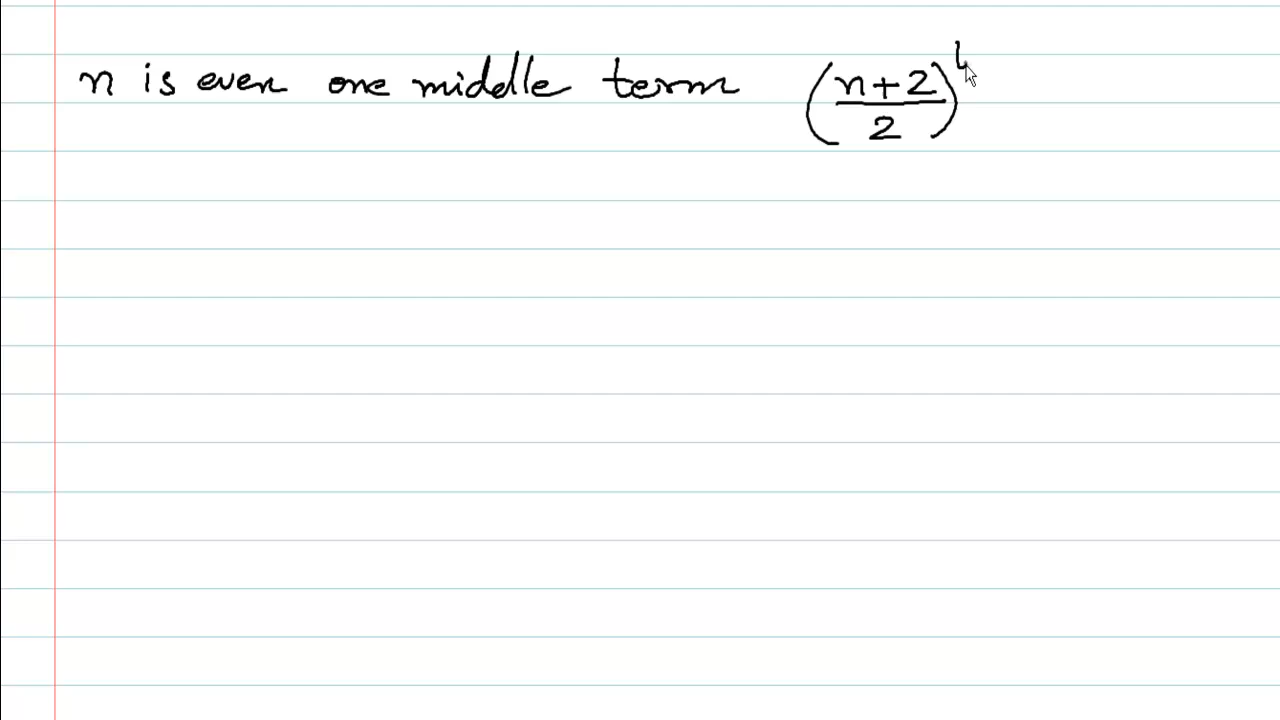 n is even one middle term (n+2/2)